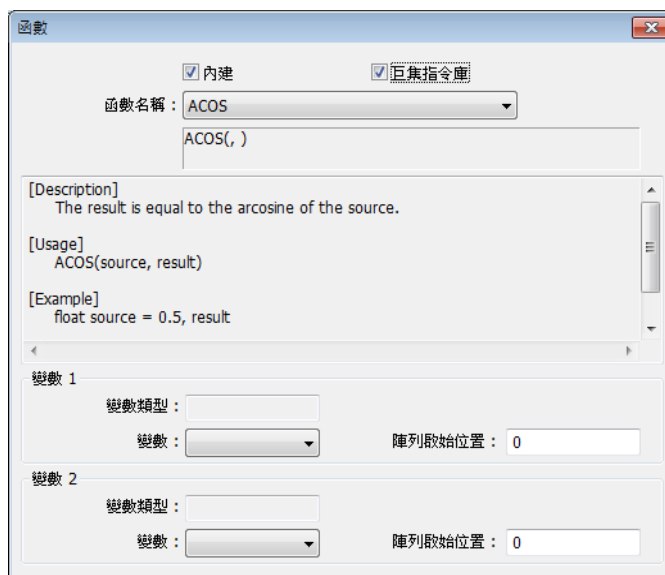 函數
內建 巨集指令庫
函數名稱： ACOS
ACOS(, )
[Description]
The result is equal to the arcosine of the source.
[Usage]
ACOS(source, result)
[Example]
float source = 0.5, result
變數 1
變數類型：
變數： 陣列啟始位置： 0
變數 2
變數類型：
變數： 陣列啟始位置： 0